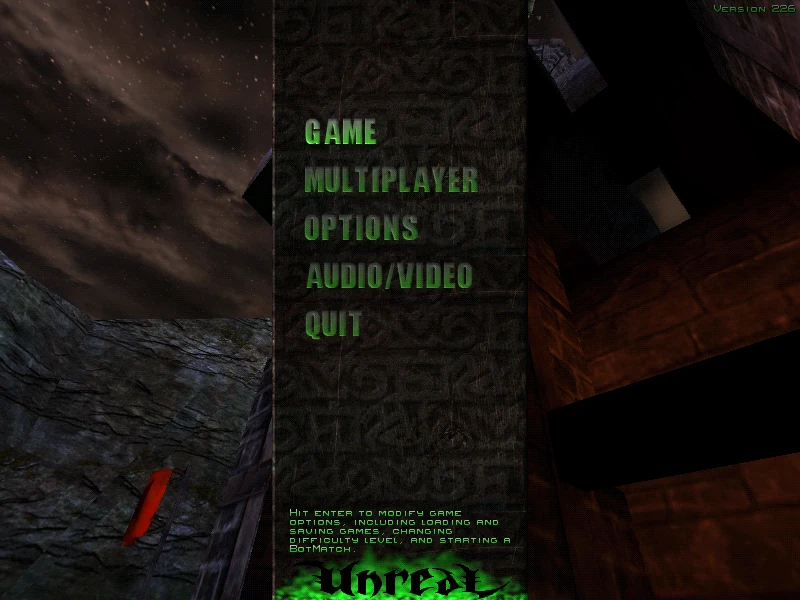 Version 226
GAME
MULTIPLAYER
OPTIONS
AUDIO/VIDEO
QUIT
Hit enter to modify game
options, including loading and
saving games, changing
difficulty level, and starting a
BotMatch.
Unreal